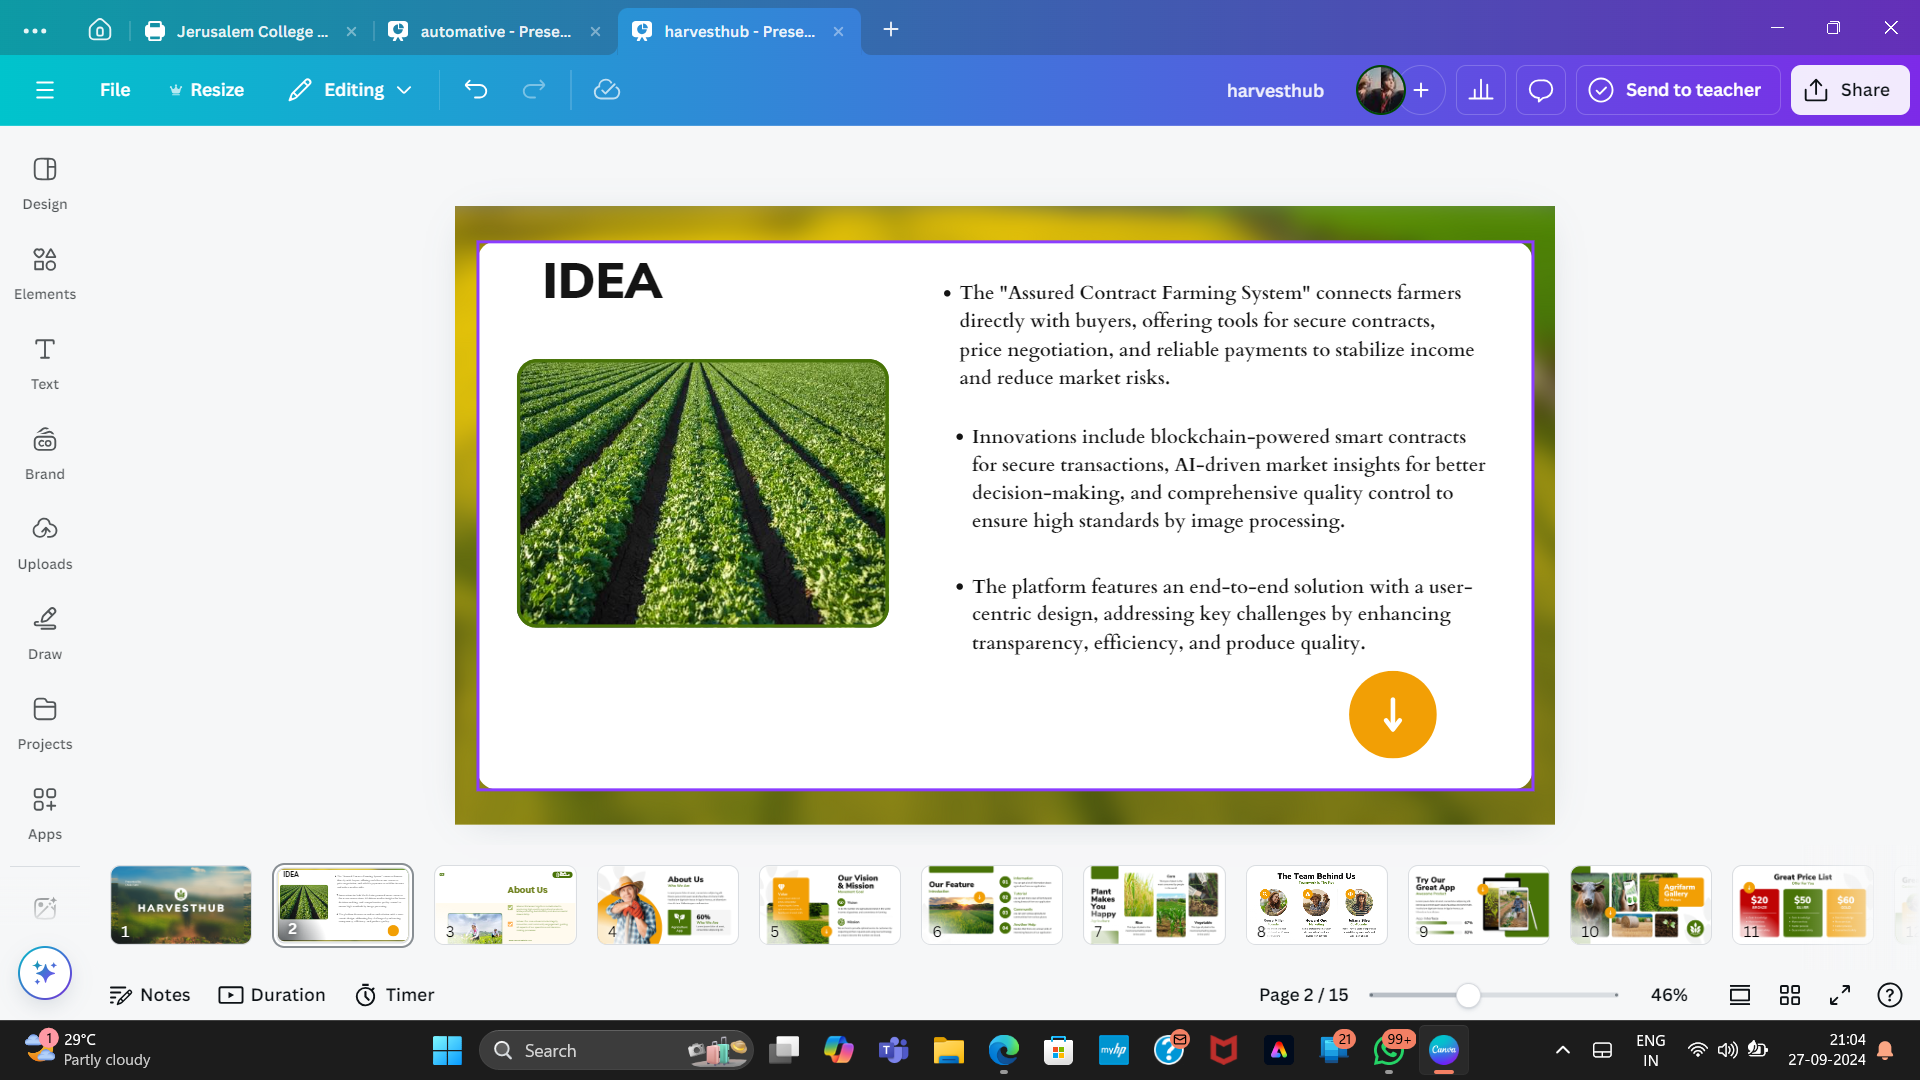 Jerusalem College ...
automative - Prese...
harvesthub - Prese...
File
Resize
Editing
harvesthub
Send to teacher
Share
Design
Elements
Text
Brand
Uploads
Draw
Projects
Apps
IDEA
• The "Assured Contract Farming System" connects farmers
directly with buyers, offering tools for secure contracts,
price negotiation, and reliable payments to stabilize income
and reduce market risks.
• Innovations include blockchain-powered smart contracts
for secure transactions, AI-driven market insights for better
decision-making, and comprehensive quality control to
ensure high standards by image processing.
• The platform features an end-to-end solution with a user-
centric design, addressing key challenges by enhancing
transparency, efficiency, and produce quality.
HARVESTHUB
1
IDEA
2
About Us
3
About Us
60%
4
Our Vision
& Mission
5
Our Feature
6
Plant
Makes
You
Happy
7
The Team Behind Us
8
Try Our
Great App
9
Agrifarm
Gallery
10
Great Price List
$20
$50
$60
11
Notes
Duration
Timer
Page 2 / 15
46%
1
29°C
Partly cloudy
Search
myhp
21
99+
Canva
ENG
IN
21:04
27-09-2024